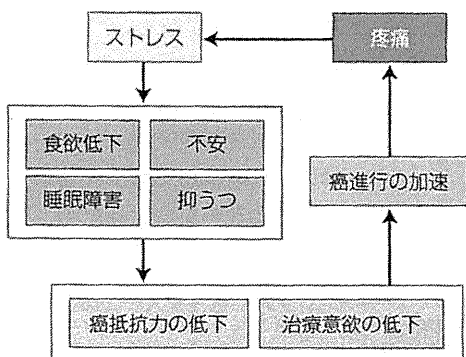 ストレス
疼痛
食欲低下
不安
睡眠障害
抑うつ
癌進行の加速
癌抵抗力の低下
治療意欲の低下